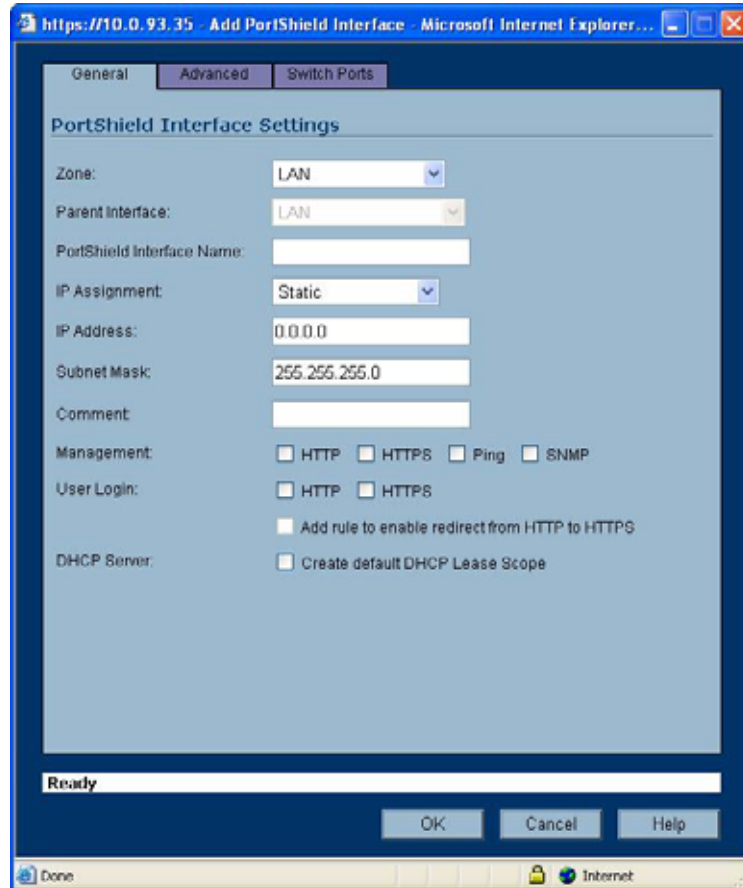 https://10.0.93.35 - Add PortShield Interface - Microsoft Internet Explorer...
General Advanced Switch Ports
PortShield Interface Settings
Zone: LAN
Parent Interface: LAN
PortShield Interface Name:
IP Assignment: Static
IP Address: 0.0.0.0
Subnet Mask: 255.255.255.0
Comment:
Management: HTTP HTTPS Ping SNMP
User Login: HTTP HTTPS
Add rule to enable redirect from HTTP to HTTPS
DHCP Server: Create default DHCP Lease Scope
Ready
OK Cancel Help
Done Internet